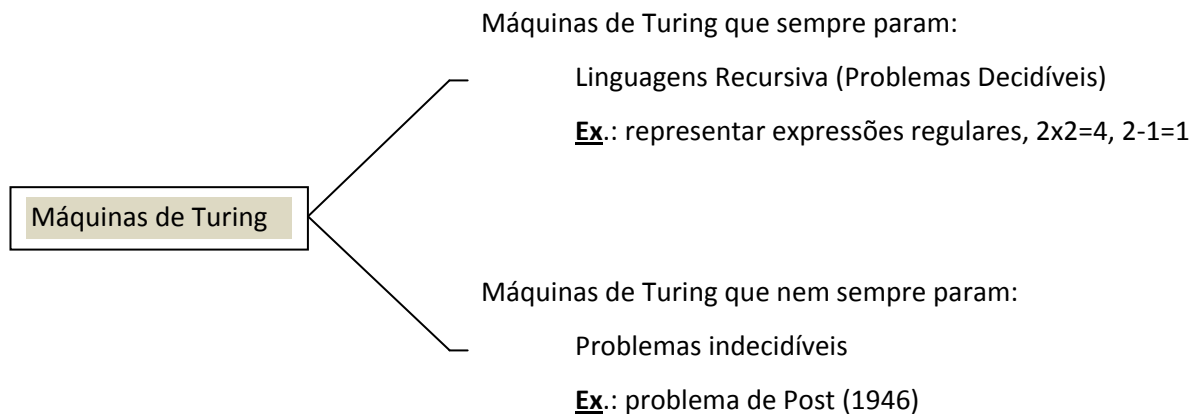 Máquinas de Turing que sempre param:
Linguagens Recursiva (Problemas Decidíveis)
Ex.: representar expressões regulares, 2x2=4, 2-1=1
Máquinas de Turing
Máquinas de Turing que nem sempre param:
Problemas indecidíveis
Ex.: problema de Post (1946)